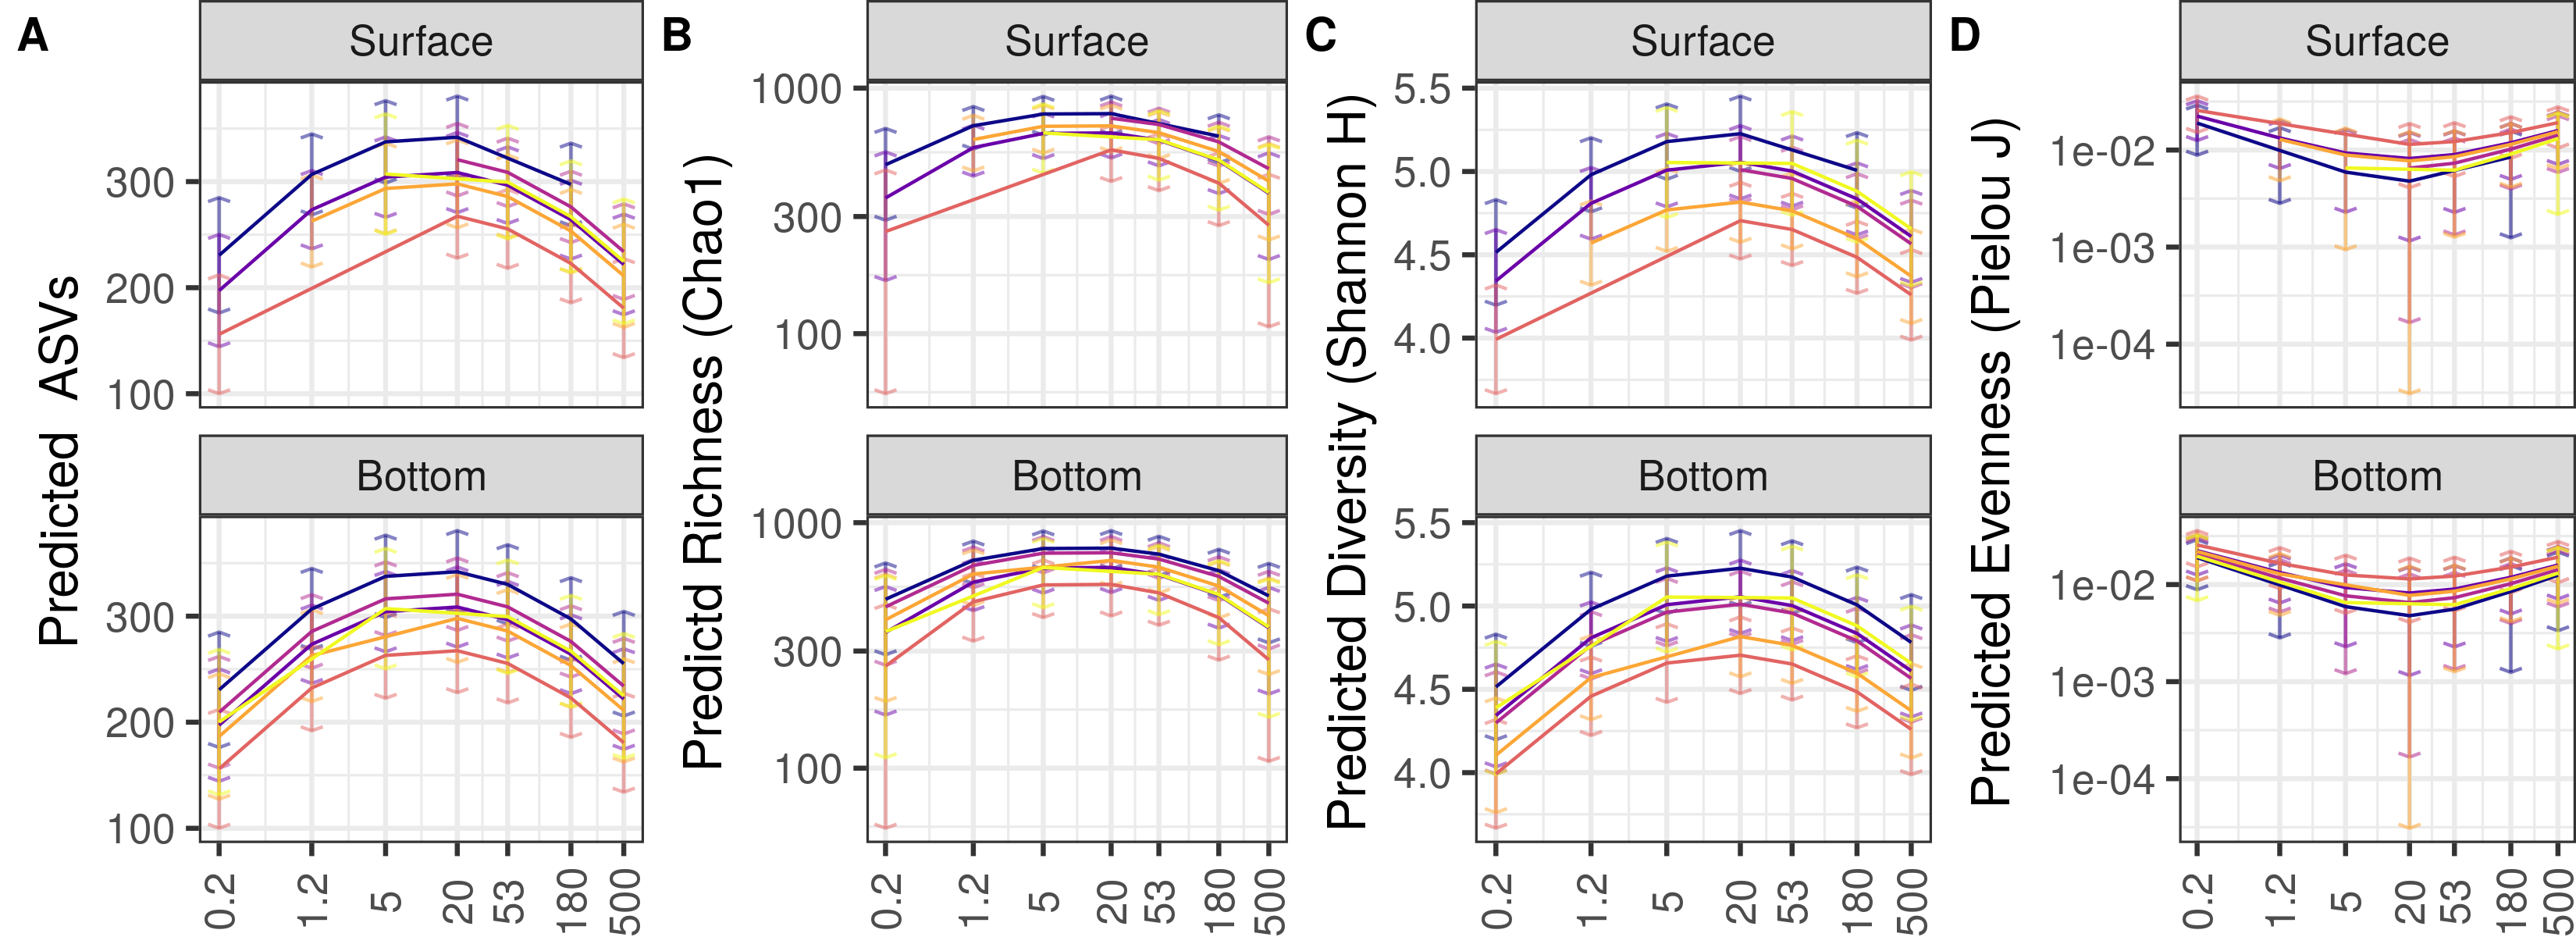 A
Predicted ASVs
Surface
300
200
100
Bottom
300
200
100
0.2 1.2 5 20 53 180 500
B
Predictd Richness (Chao1)
Surface
1000
300
100
Bottom
1000
300
100
0.2 1.2 5 20 53 180 500
C
Predicted Diversity (Shannon H)
Surface
5.5
5.0
4.5
4.0
Bottom
5.5
5.0
4.5
4.0
0.2 1.2 5 20 53 180 500
D
Predicted Evenness (Pielou J)
Surface
1e-02
1e-03
1e-04
Bottom
1e-02
1e-03
1e-04
0.2 1.2 5 20 53 180 500